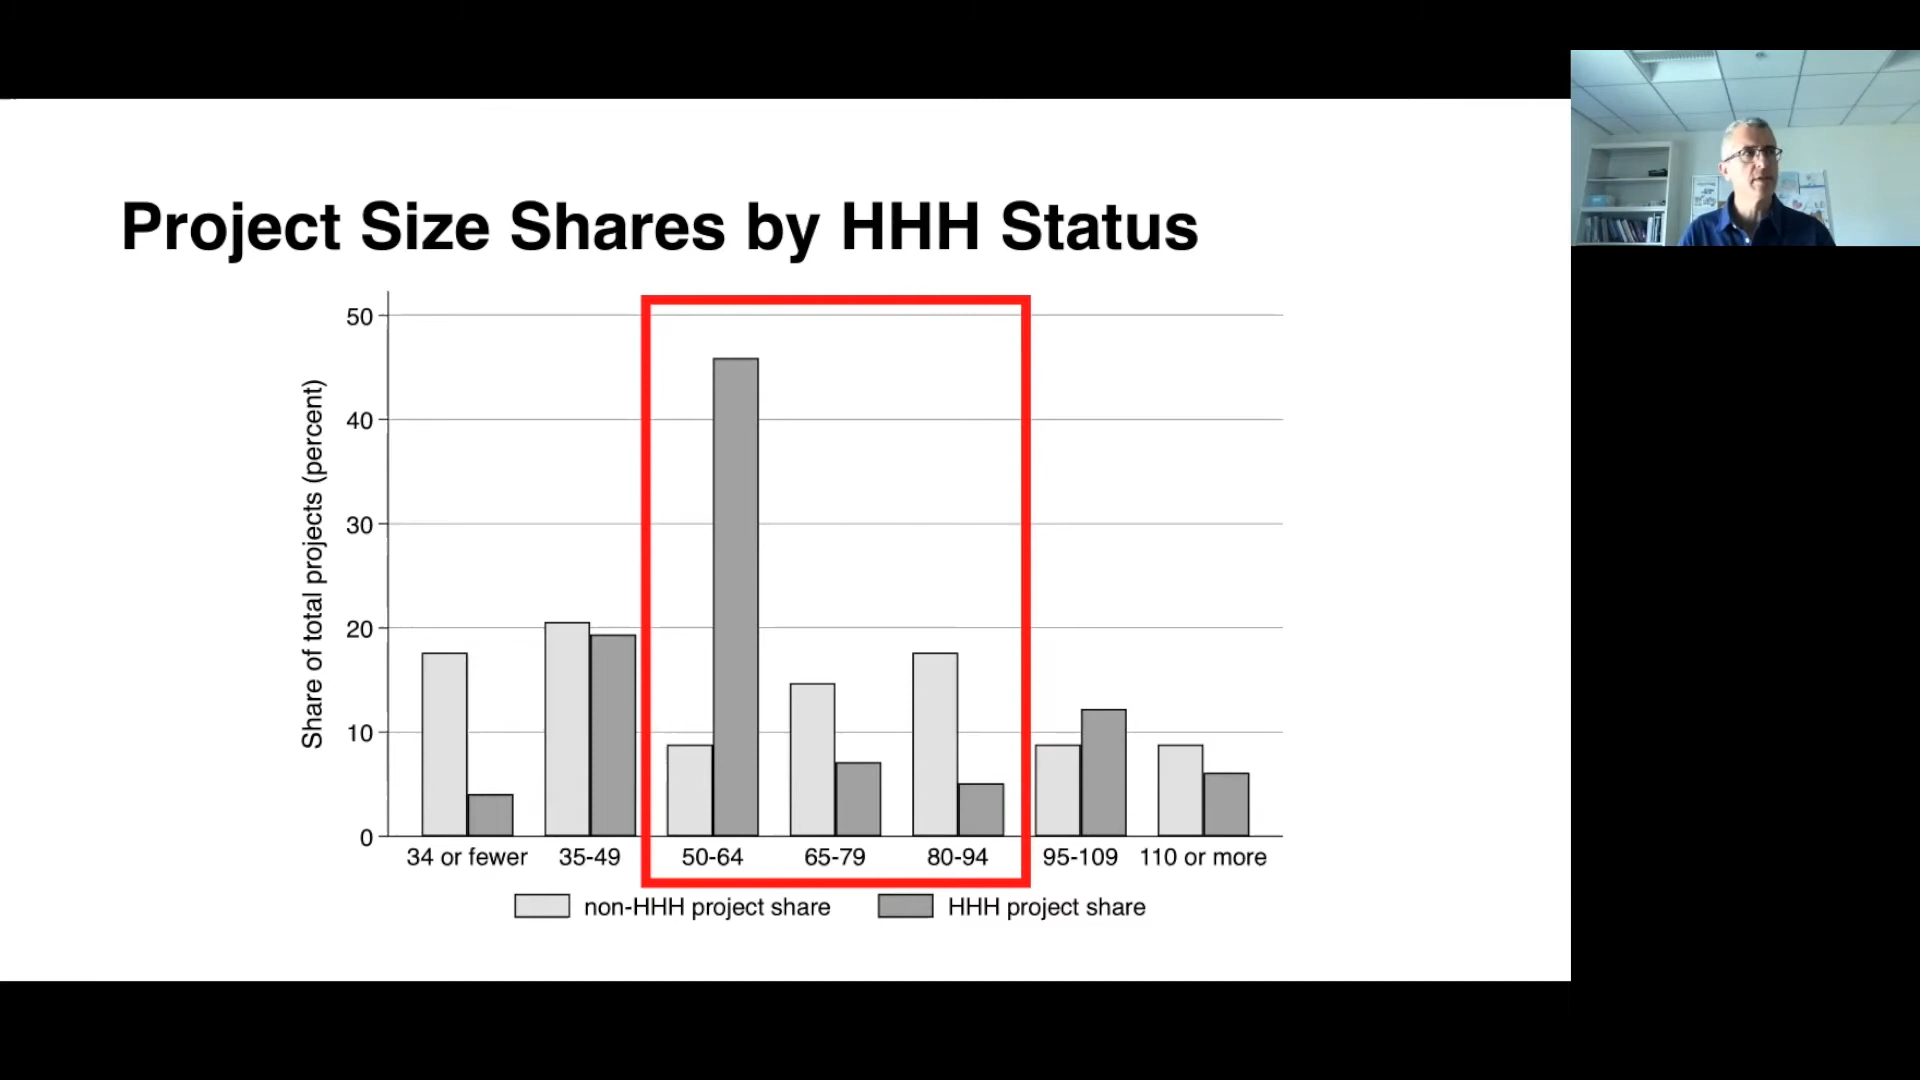 Project Size Shares by HHH Status
Share of total projects (percent)
50
40
30
20
10
0
34 or fewer 35-49 50-64 65-79 80-94 95-109 110 or more
non-HHH project share HHH project share